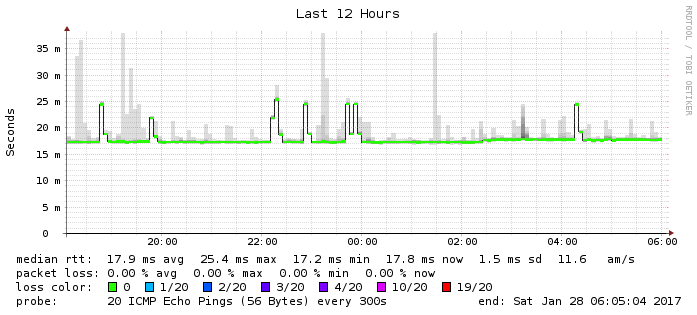 Last 12 Hours
RRDTOOL / TOBI OETIKER
Seconds
35 m
30 m
25 m
20 m
15 m
10 m
5 m
0
20:00 22:00 00:00 02:00 04:00 06:00
median rtt: 17.9 ms avg 25.4 ms max 17.2 ms min 17.8 ms now 1.5 ms sd 11.6 am/s
packet loss: 0.00 % avg 0.00 % max 0.00 % min 0.00 % now
loss color: 0 1/20 2/20 3/20 4/20 10/20 19/20
probe: 20 ICMP Echo Pings (56 Bytes) every 300s end: Sat Jan 28 06:05:04 2017